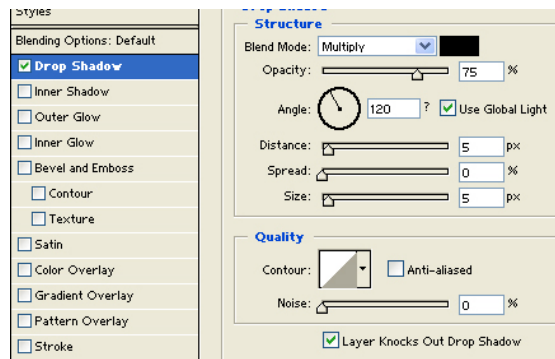 Styles
Blending Options: Default
Drop Shadow
Inner Shadow
Outer Glow
Inner Glow
Bevel and Emboss
Contour
Texture
Satin
Color Overlay
Gradient Overlay
Pattern Overlay
Stroke
Drop Shadow
Structure
Blend Mode: Multiply
Opacity: 75 %
Angle: 120 ? Use Global Light
Distance: 5 px
Spread: 0 %
Size: 5 px
Quality
Contour: Anti-aliased
Noise: 0 %
Layer Knocks Out Drop Shadow